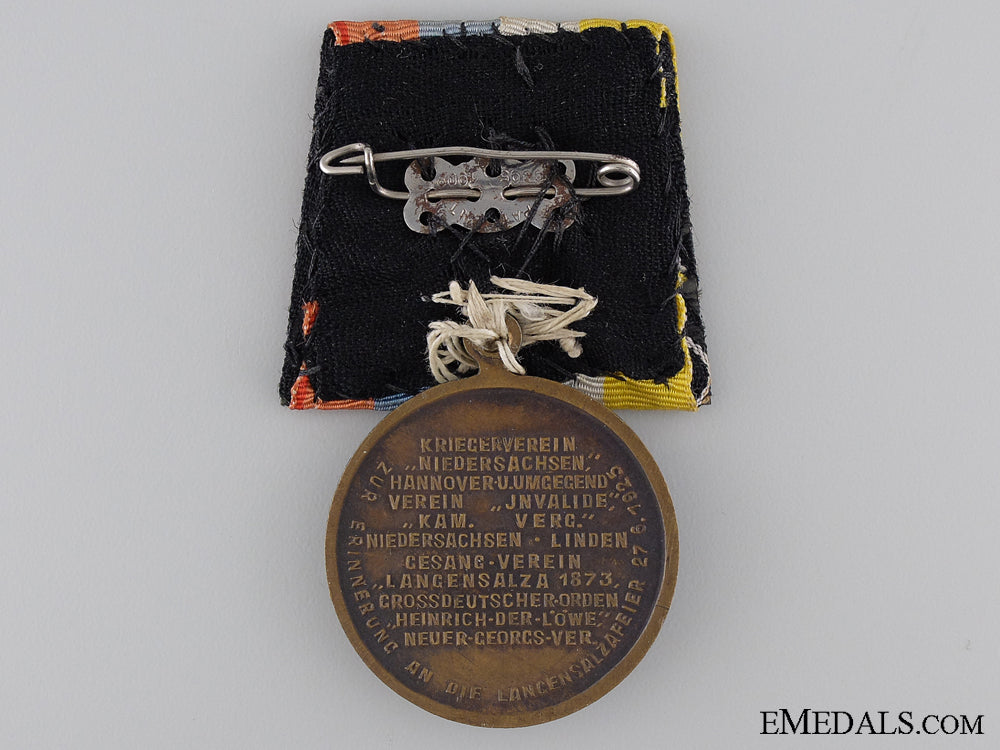 KRIEGERVEREIN
„NIEDERSACHSEN,"
HANNOVER·U.UMGEGEND
VEREIN „JNVALIDE,"
„KAM. VERG."
NIEDERSACHSEN · LINDEN
GESANG·VEREIN
„LANGENSALZA 1873,
GROSSDEUTSCHER·ORDEN
„HEINRICH·DER·LÖWE,"
NEUER·GEORGS·VER.
ZUR ERINNERUNG AN DIE LANGENSALZAFEIER 27 6. 1925
EMEDALS.COM